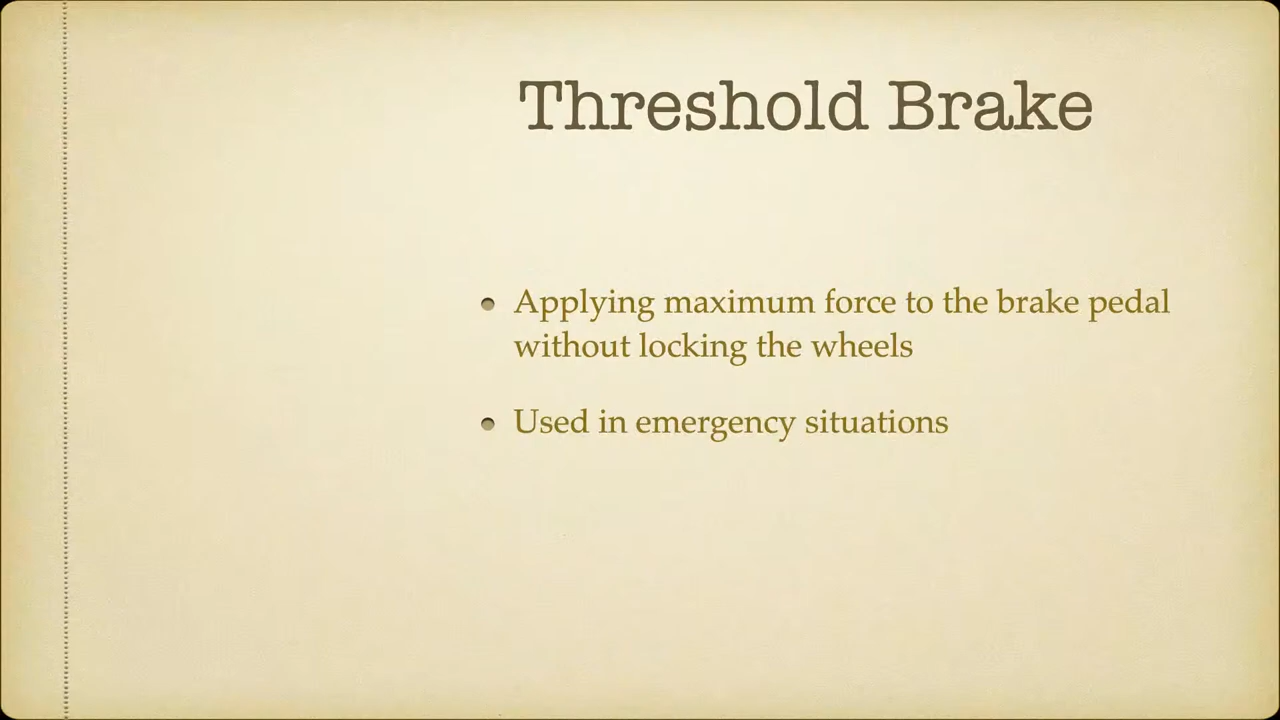 Threshold Brake
Applying maximum force to the brake pedal
without locking the wheels
Used in emergency situations